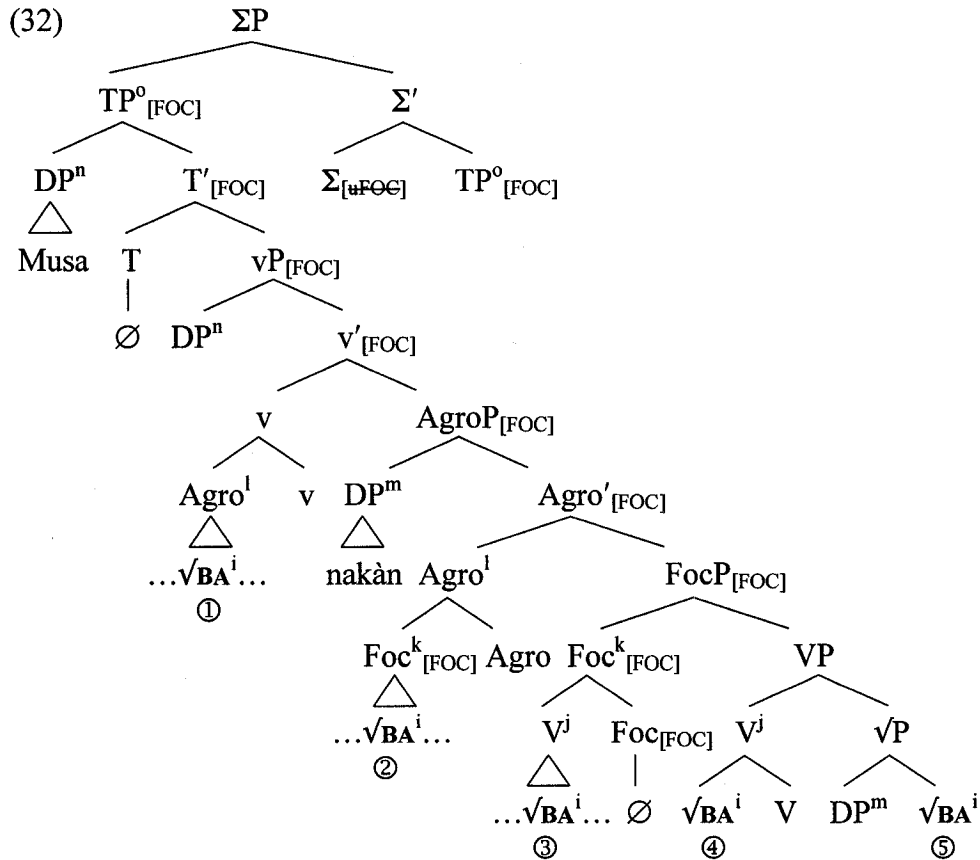 (32) ΣP
TP⁰[FOC] Σ′
DPⁿ T′[FOC] Σ[uFOC] TP⁰[FOC]
Musa T vP[FOC]
∅ DPⁿ v′[FOC]
v AgroP[FOC]
Agroˡ v DPᵐ Agro′[FOC]
…√BAⁱ… nakàn Agroˡ FocP[FOC]
①
Focᵏ[FOC] Agro Focᵏ[FOC] VP
…√BAⁱ… Vʲ Foc[FOC] Vʲ √P
②
…√BAⁱ… ∅ √BAⁱ V DPᵐ √BAⁱ
③ ④ ⑤